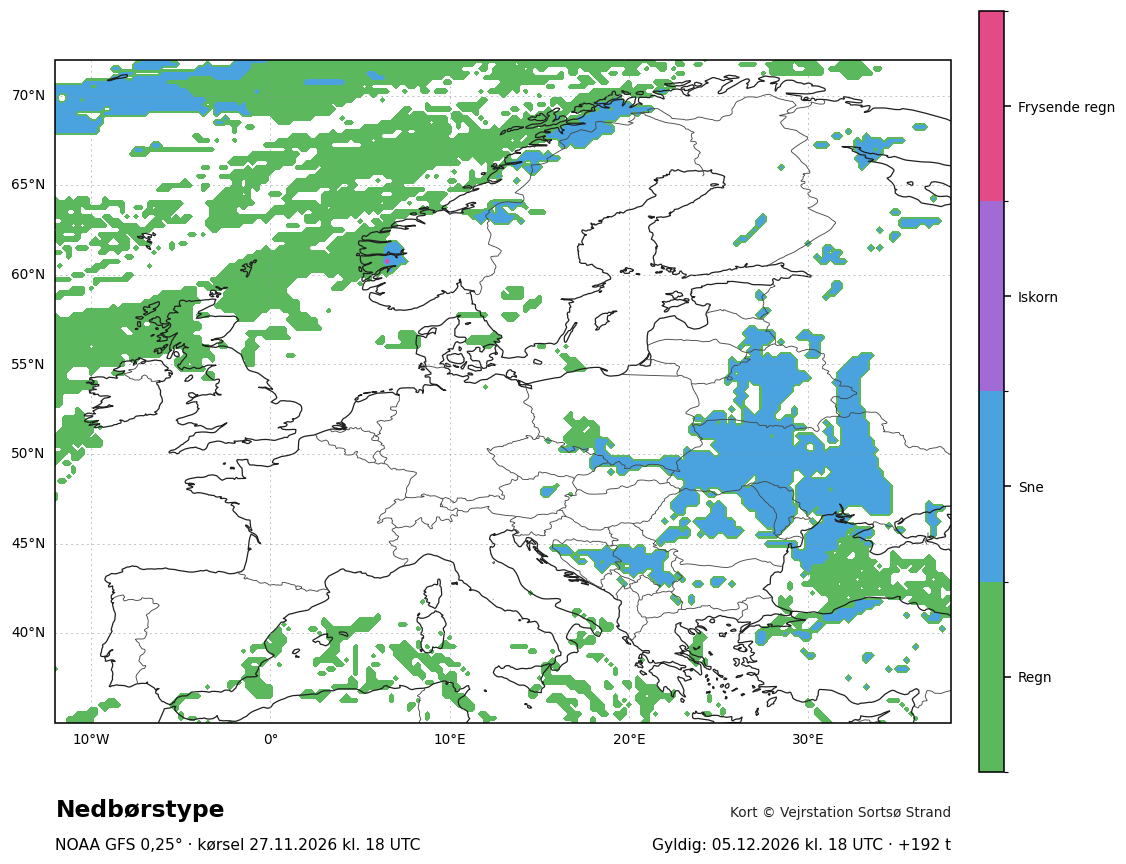 Frysende regn
70°N
65°N
Iskorn
60°N
55°N
Sne
50°N
45°N
40°N
Regn
10°W
0°
10°E
20°E
30°E
Nedbørstype
Kort © Vejrstation Sortsø Strand
NOAA GFS 0,25° · kørsel 27.11.2026 kl. 18 UTC
Gyldig: 05.12.2026 kl. 18 UTC · +192 t